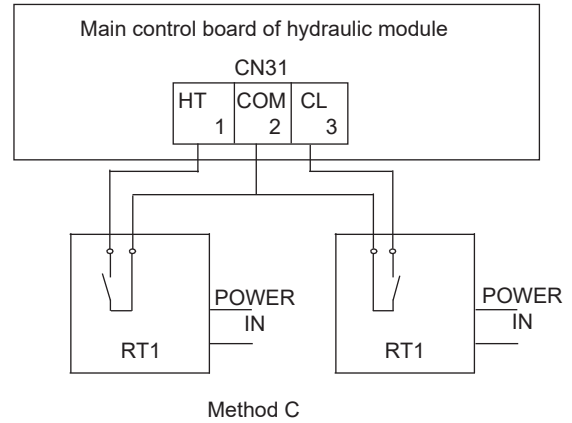 Main control board of hydraulic module
CN31
HT COM CL
1 2 3
POWER POWER
IN IN
RT1 RT1
Method C